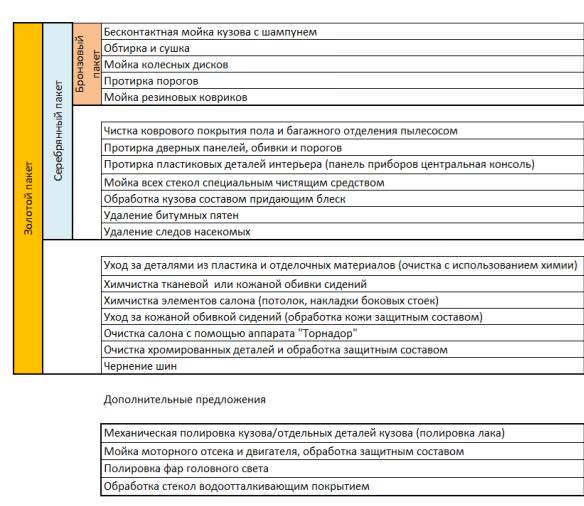 Золотой пакет
Серебрянный пакет
Бронзовый
пакет
Бесконтактная мойка кузова с шампунем
Обтирка и сушка
Мойка колесных дисков
Протирка порогов
Мойка резиновых ковриков
Чистка коврового покрытия пола и багажного отделения пылесосом
Протирка дверных панелей, обивки и порогов
Протирка пластиковых деталей интерьера (панель приборов центральная консоль)
Мойка всех стекол специальным чистящим средством
Обработка кузова составом придающим блеск
Удаление битумных пятен
Удаление следов насекомых
Уход за деталями из пластика и отделочных материалов (очистка с использованием химии)
Химчистка тканевой или кожаной обивки сидений
Химчистка элементов салона (потолок, накладки боковых стоек)
Уход за кожаной обивкой сидений (обработка кожи защитным составом)
Очистка салона с помощью аппарата "Торнадор"
Очистка хромированных деталей и обработка защитным составом
Чернение шин
Дополнительные предложения
Механическая полировка кузова/отдельных деталей кузова (полировка лака)
Мойка моторного отсека и двигателя, обработка защитным составом
Полировка фар головного света
Обработка стекол водоотталкивающим покрытием